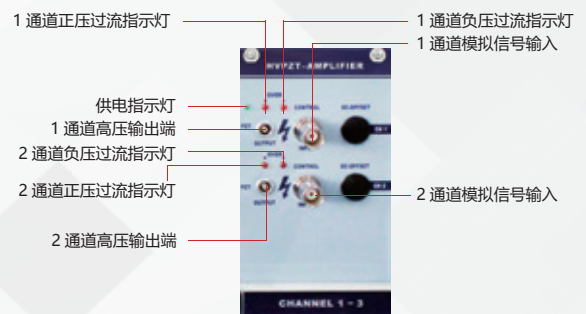 1 通道正压过流指示灯
1 通道负压过流指示灯
1 通道模拟信号输入
HVPZT-AMPLIFIER
供电指示灯
OVER
CONTROL
DC.OFFSET
1 通道高压输出端
OUTPUT
2 通道负压过流指示灯
OVER
CONTROL
DC.OFFSET
2 通道正压过流指示灯
OUTPUT
2 通道模拟信号输入
2 通道高压输出端
CHANNEL 1-3